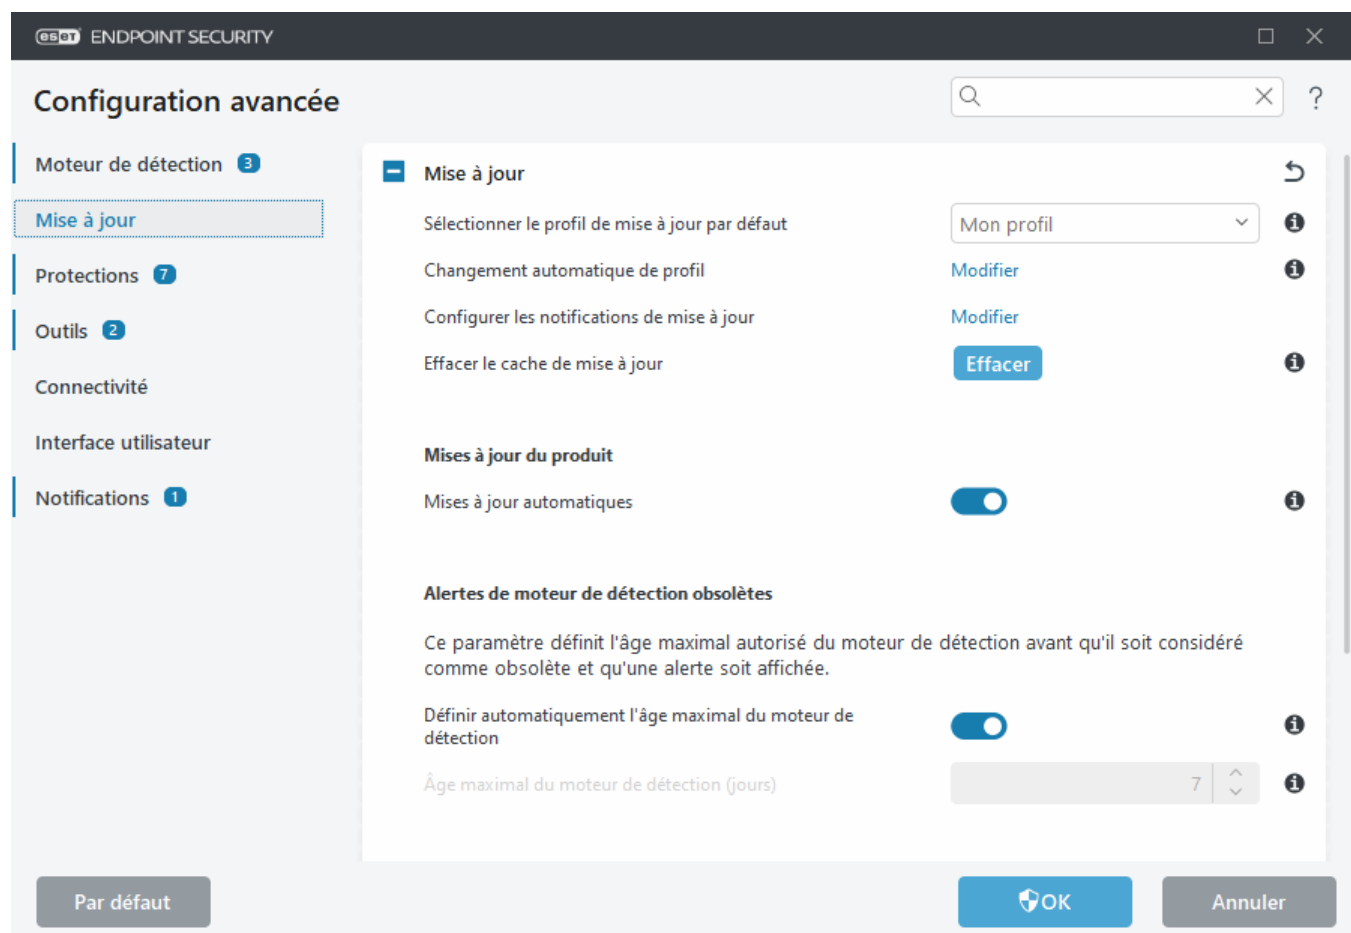 eset ENDPOINT SECURITY
Configuration avancée
?
Moteur de détection 3
Mise à jour
Protections 7
Outils 2
Connectivité
Interface utilisateur
Notifications 1
Mise à jour
Sélectionner le profil de mise à jour par défaut
Mon profil
Changement automatique de profil
Modifier
Configurer les notifications de mise à jour
Modifier
Effacer le cache de mise à jour
Effacer
Mises à jour du produit
Mises à jour automatiques
Alertes de moteur de détection obsolètes
Ce paramètre définit l'âge maximal autorisé du moteur de détection avant qu'il soit considéré
comme obsolète et qu'une alerte soit affichée.
Définir automatiquement l'âge maximal du moteur de
détection
Âge maximal du moteur de détection (jours)
7
Par défaut
OK
Annuler